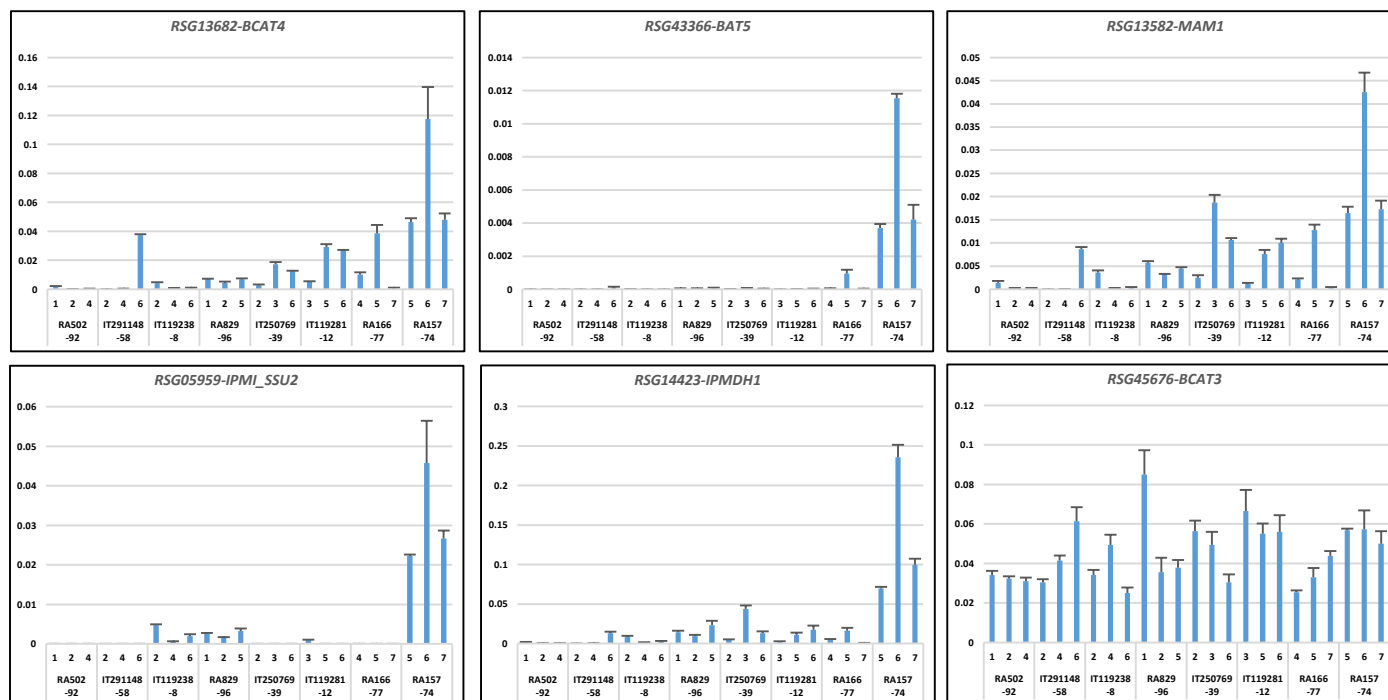 RSG13682-BCAT4
0.16
0.14
0.12
0.1
0.08
0.06
0.04
0.02
0
1 2 4 2 4 6 2 4 6 1 2 5 2 3 6 3 5 6 4 5 7 5 6 7
RA502 IT291148 IT119238 RA829 IT250769 IT119281 RA166 RA157
-92 -58 -8 -96 -39 -12 -77 -74
RSG43366-BAT5
0.014
0.012
0.01
0.008
0.006
0.004
0.002
0
1 2 4 2 4 6 2 4 6 1 2 5 2 3 6 3 5 6 4 5 7 5 6 7
RA502 IT291148 IT119238 RA829 IT250769 IT119281 RA166 RA157
-92 -58 -8 -96 -39 -12 -77 -74
RSG13582-MAM1
0.05
0.045
0.04
0.035
0.03
0.025
0.02
0.015
0.01
0.005
0
1 2 4 2 4 6 2 4 6 1 2 5 2 3 6 3 5 6 4 5 7 5 6 7
RA502 IT291148 IT119238 RA829 IT250769 IT119281 RA166 RA157
-92 -58 -8 -96 -39 -12 -77 -74
RSG05959-IPMI_SSU2
0.06
0.05
0.04
0.03
0.02
0.01
0
1 2 4 2 4 6 2 4 6 1 2 5 2 3 6 3 5 6 4 5 7 5 6 7
RA502 IT291148 IT119238 RA829 IT250769 IT119281 RA166 RA157
-92 -58 -8 -96 -39 -12 -77 -74
RSG14423-IPMDH1
0.3
0.25
0.2
0.15
0.1
0.05
0
1 2 4 2 4 6 2 4 6 1 2 5 2 3 6 3 5 6 4 5 7 5 6 7
RA502 IT291148 IT119238 RA829 IT250769 IT119281 RA166 RA157
-92 -58 -8 -96 -39 -12 -77 -74
RSG45676-BCAT3
0.12
0.1
0.08
0.06
0.04
0.02
0
1 2 4 2 4 6 2 4 6 1 2 5 2 3 6 3 5 6 4 5 7 5 6 7
RA502 IT291148 IT119238 RA829 IT250769 IT119281 RA166 RA157
-92 -58 -8 -96 -39 -12 -77 -74